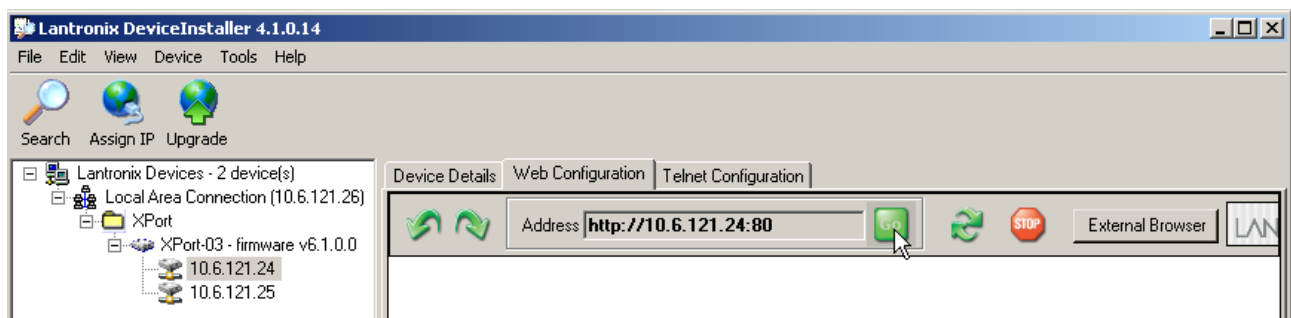 Lantronix DeviceInstaller 4.1.0.14
File Edit View Device Tools Help
Search Assign IP Upgrade
Lantronix Devices - 2 device(s)
Local Area Connection (10.6.121.26)
XPort
XPort-03 - firmware v6.1.0.0
10.6.121.24
10.6.121.25
Device Details Web Configuration Telnet Configuration
Address http://10.6.121.24:80 Go STOP External Browser LAN